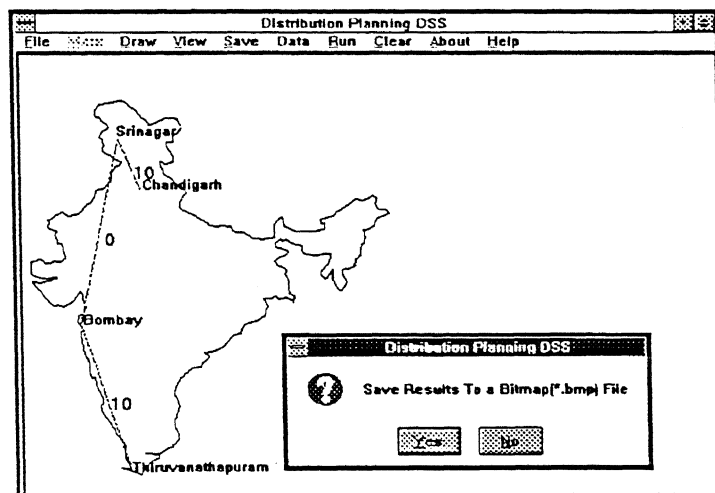 Distribution Planning DSS
File Draw View Save Data Run Clear About Help
Srinagar
10
Chandigarh
0
Bombay
10
Thiruvanathapuram
Distribution Planning DSS
Save Results To a Bitmap(*.bmp) File
Yes No